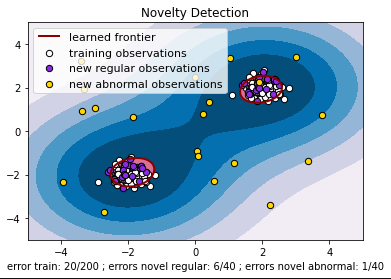 Novelty Detection
learned frontier
training observations
new regular observations
new abnormal observations
4
2
0
−2
−4
−4
−2
0
2
4
error train: 20/200 ; errors novel regular: 6/40 ; errors novel abnormal: 1/40